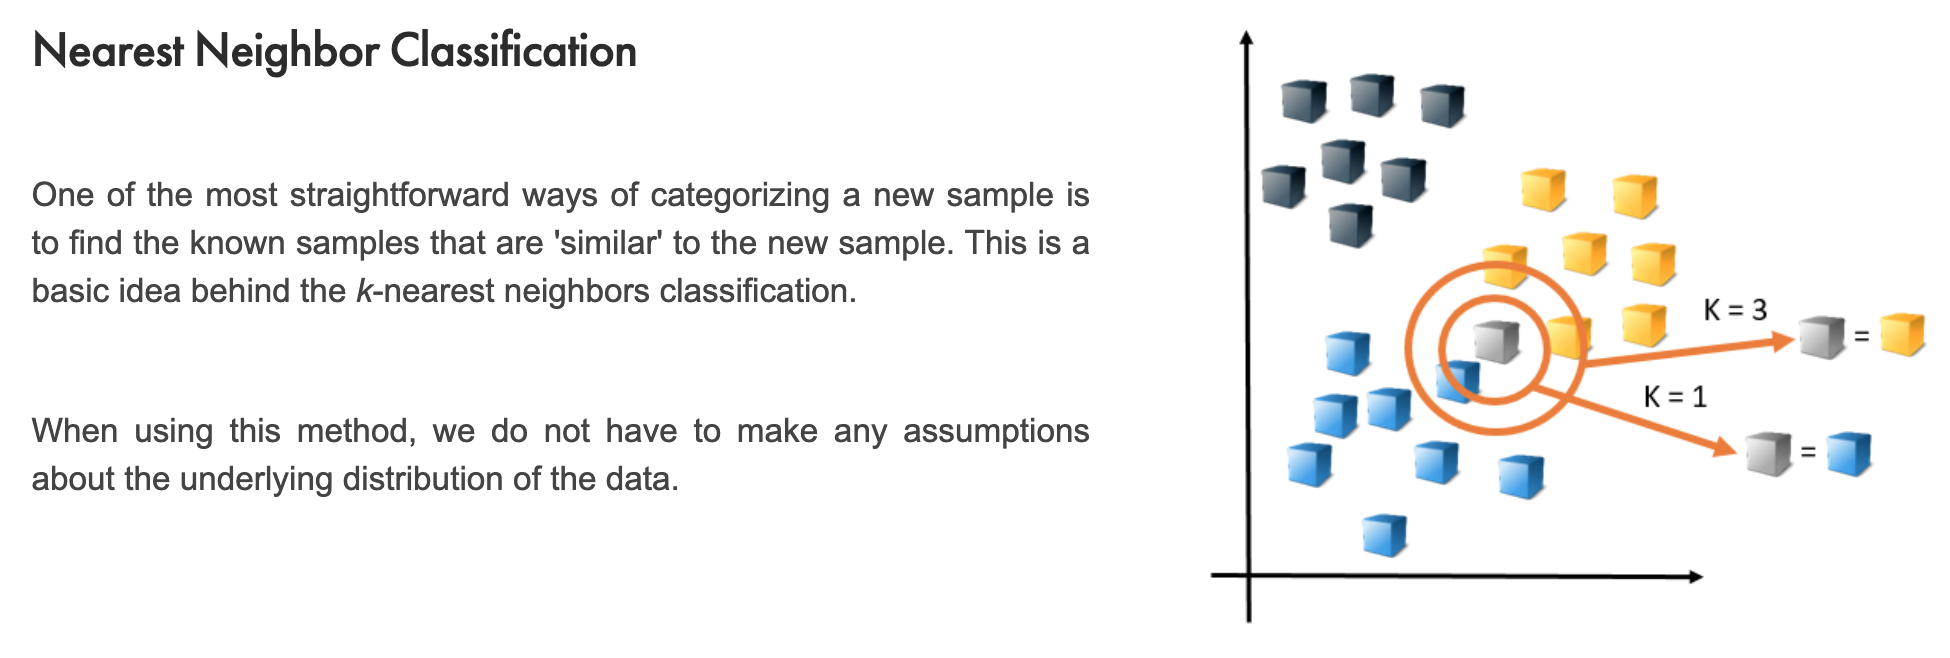 Nearest Neighbor Classification
One of the most straightforward ways of categorizing a new sample is
to find the known samples that are 'similar' to the new sample. This is a
basic idea behind the k-nearest neighbors classification.
When using this method, we do not have to make any assumptions
about the underlying distribution of the data.
K = 3
=
K = 1
=